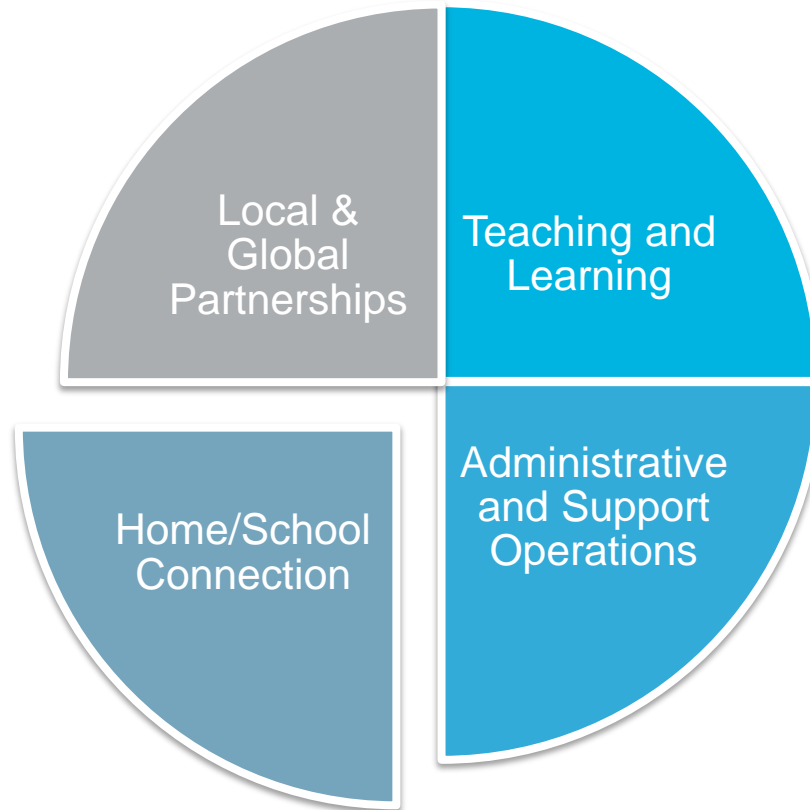 Local &
Global
Partnerships
Teaching and
Learning
Home/School
Connection
Administrative
and Support
Operations